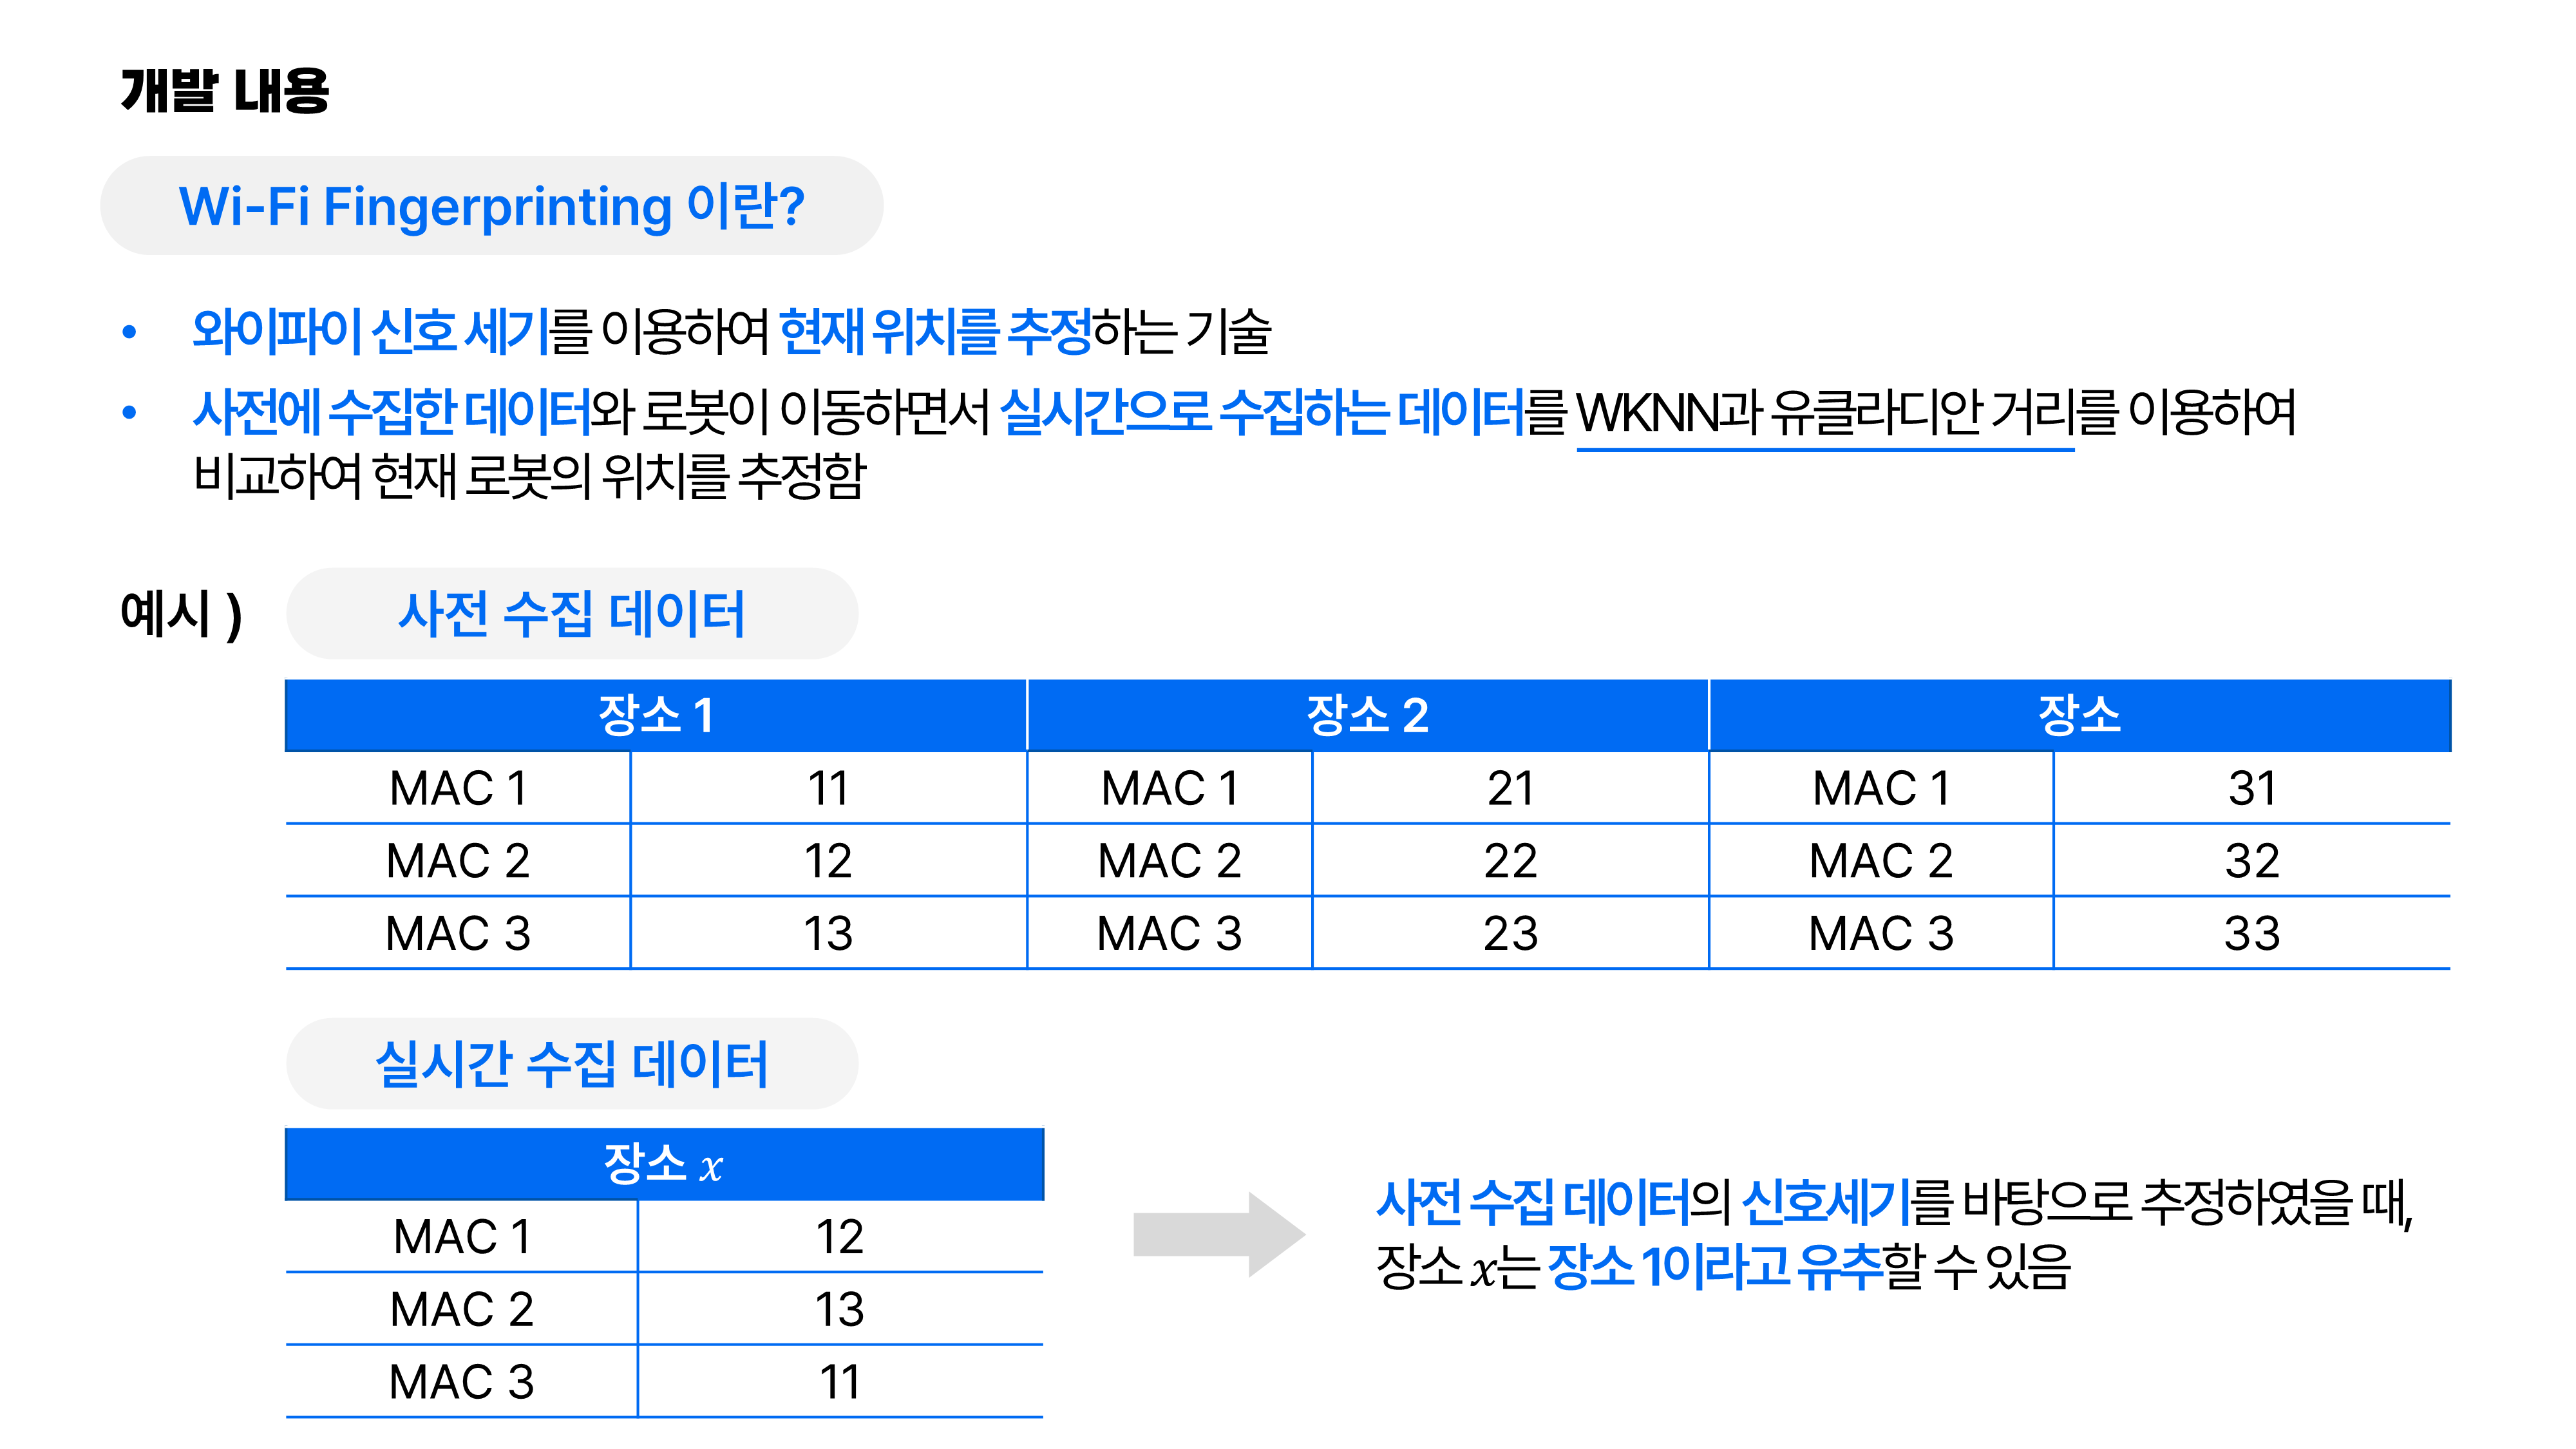 개발 내용
Wi-Fi Fingerprinting 이란?
• 와이파이 신호 세기를 이용하여 현재 위치를 추정하는 기술
• 사전에 수집한 데이터와 로봇이 이동하면서 실시간으로 수집하는 데이터를 WKNN과 유클라디안 거리를 이용하여
비교하여 현재 로봇의 위치를 추정함
예시 ) 사전 수집 데이터
장소 1 장소 2 장소
MAC 1 11 MAC 1 21 MAC 1 31
MAC 2 12 MAC 2 22 MAC 2 32
MAC 3 13 MAC 3 23 MAC 3 33
실시간 수집 데이터
장소 x
MAC 1 12
MAC 2 13
MAC 3 11
사전 수집 데이터의 신호세기를 바탕으로 추정하였을 때,
장소 x는 장소 1이라고 유추할 수 있음